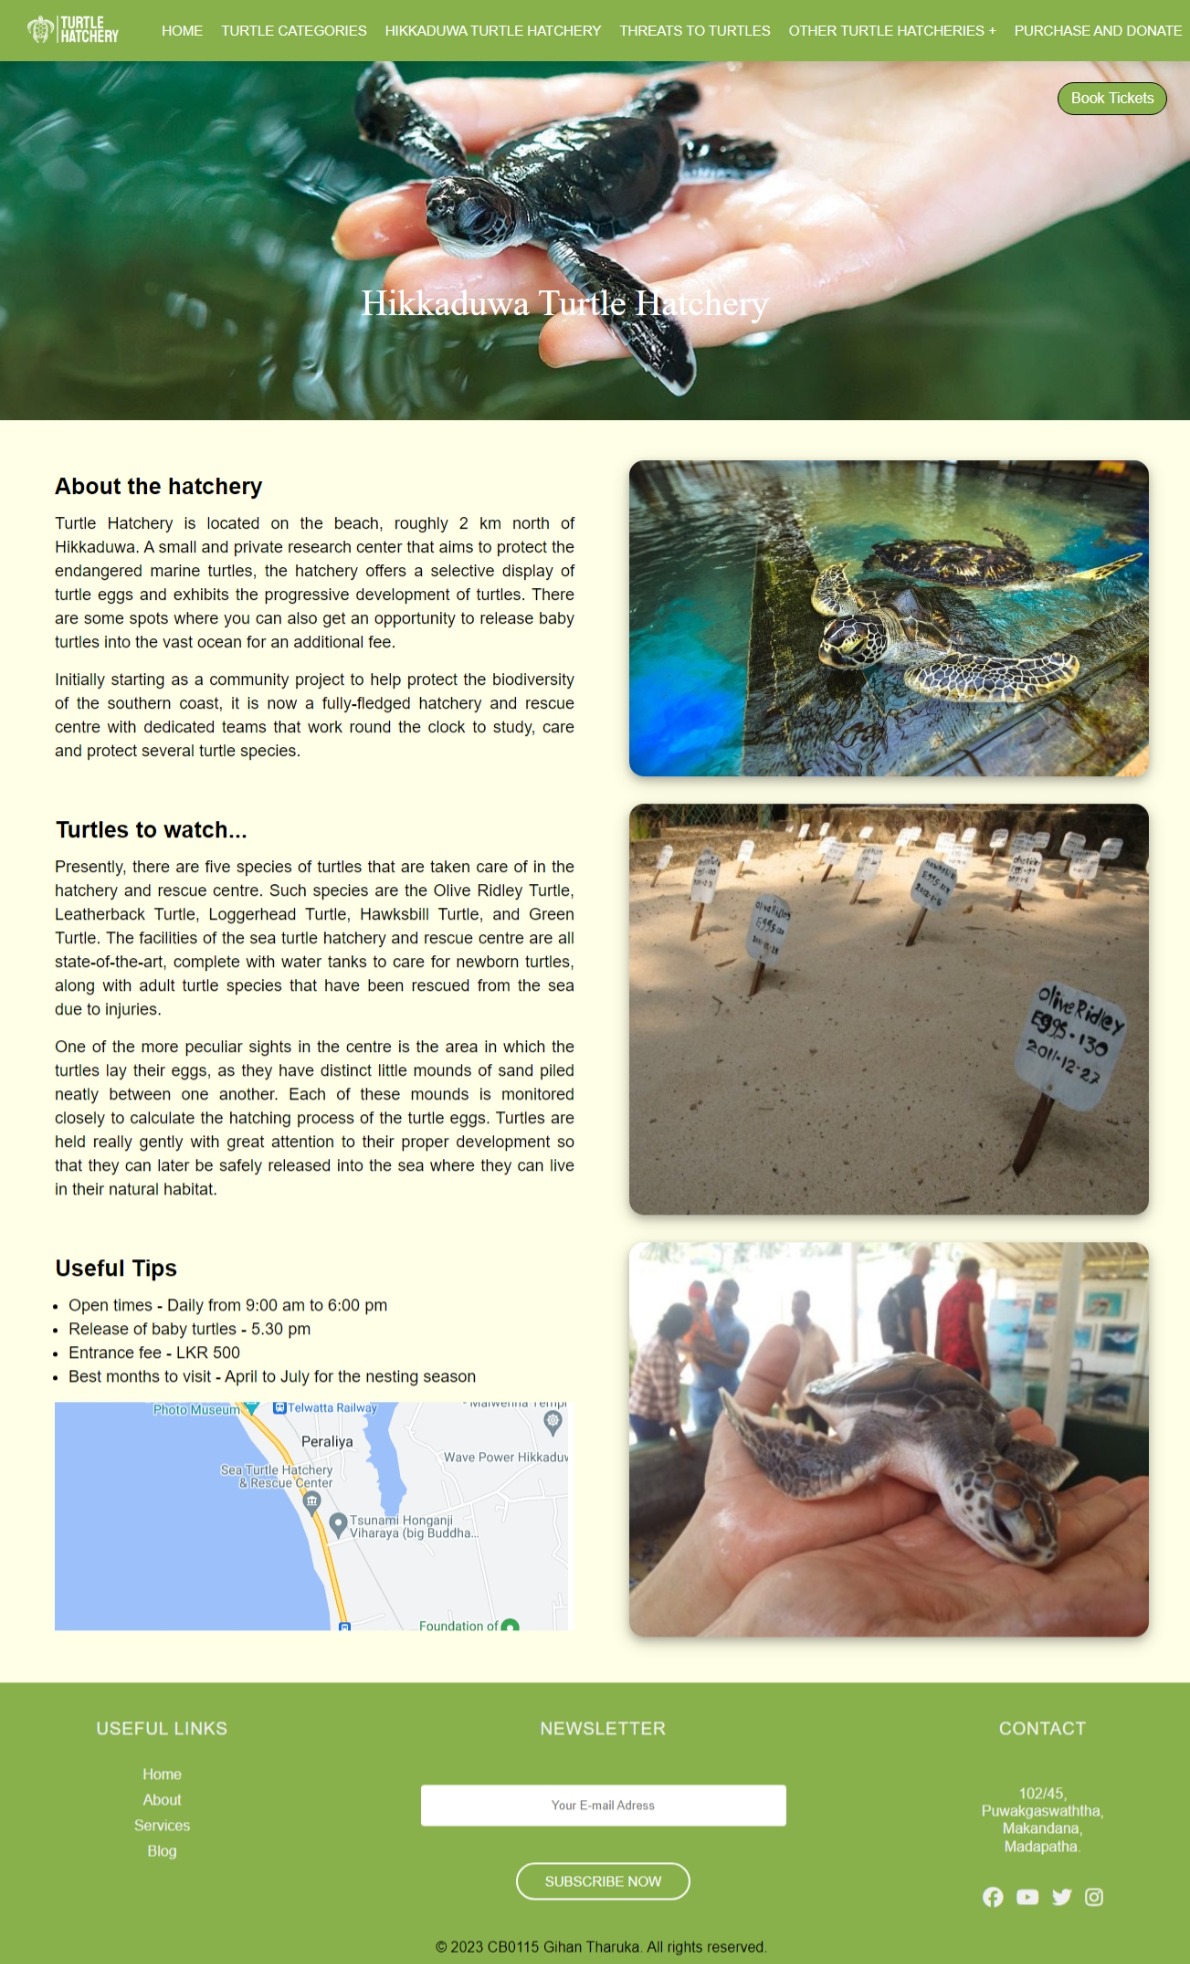 TURTLE
HATCHERY
HOME TURTLE CATEGORIES HIKKADUWA TURTLE HATCHERY THREATS TO TURTLES OTHER TURTLE HATCHERIES + PURCHASE AND DONATE
Book Tickets
Hikkaduwa Turtle Hatchery
About the hatchery
Turtle Hatchery is located on the beach, roughly 2 km north of
Hikkaduwa. A small and private research center that aims to protect the
endangered marine turtles, the hatchery offers a selective display of
turtle eggs and exhibits the progressive development of turtles. There
are some spots where you can also get an opportunity to release baby
turtles into the vast ocean for an additional fee.
Initially starting as a community project to help protect the biodiversity
of the southern coast, it is now a fully-fledged hatchery and rescue
centre with dedicated teams that work round the clock to study, care
and protect several turtle species.
Turtles to watch...
Presently, there are five species of turtles that are taken care of in the
hatchery and rescue centre. Such species are the Olive Ridley Turtle,
Leatherback Turtle, Loggerhead Turtle, Hawksbill Turtle, and Green
Turtle. The facilities of the sea turtle hatchery and rescue centre are all
state-of-the-art, complete with water tanks to care for newborn turtles,
along with adult turtle species that have been rescued from the sea
due to injuries.
One of the more peculiar sights in the centre is the area in which the
turtles lay their eggs, as they have distinct little mounds of sand piled
neatly between one another. Each of these mounds is monitored
closely to calculate the hatching process of the turtle eggs. Turtles are
held really gently with great attention to their proper development so
that they can later be safely released into the sea where they can live
in their natural habitat.
Olive Ridley
Eggs-130
2011-12-27
Useful Tips
• Open times - Daily from 9:00 am to 6:00 pm
• Release of baby turtles - 5.30 pm
• Entrance fee - LKR 500
• Best months to visit - April to July for the nesting season
Photo Museum
Telwatta Railway
Peraliya
Wave Power Hikkaduw
Sea Turtle Hatchery
& Rescue Center
Tsunami Honganji
Viharaya (big Buddha...
Foundation of
USEFUL LINKS
Home
About
Services
Blog
NEWSLETTER
Your E-mail Adress
SUBSCRIBE NOW
CONTACT
102/45,
Puwakgaswaththa,
Makandana,
Madapatha.
© 2023 CB0115 Gihan Tharuka. All rights reserved.